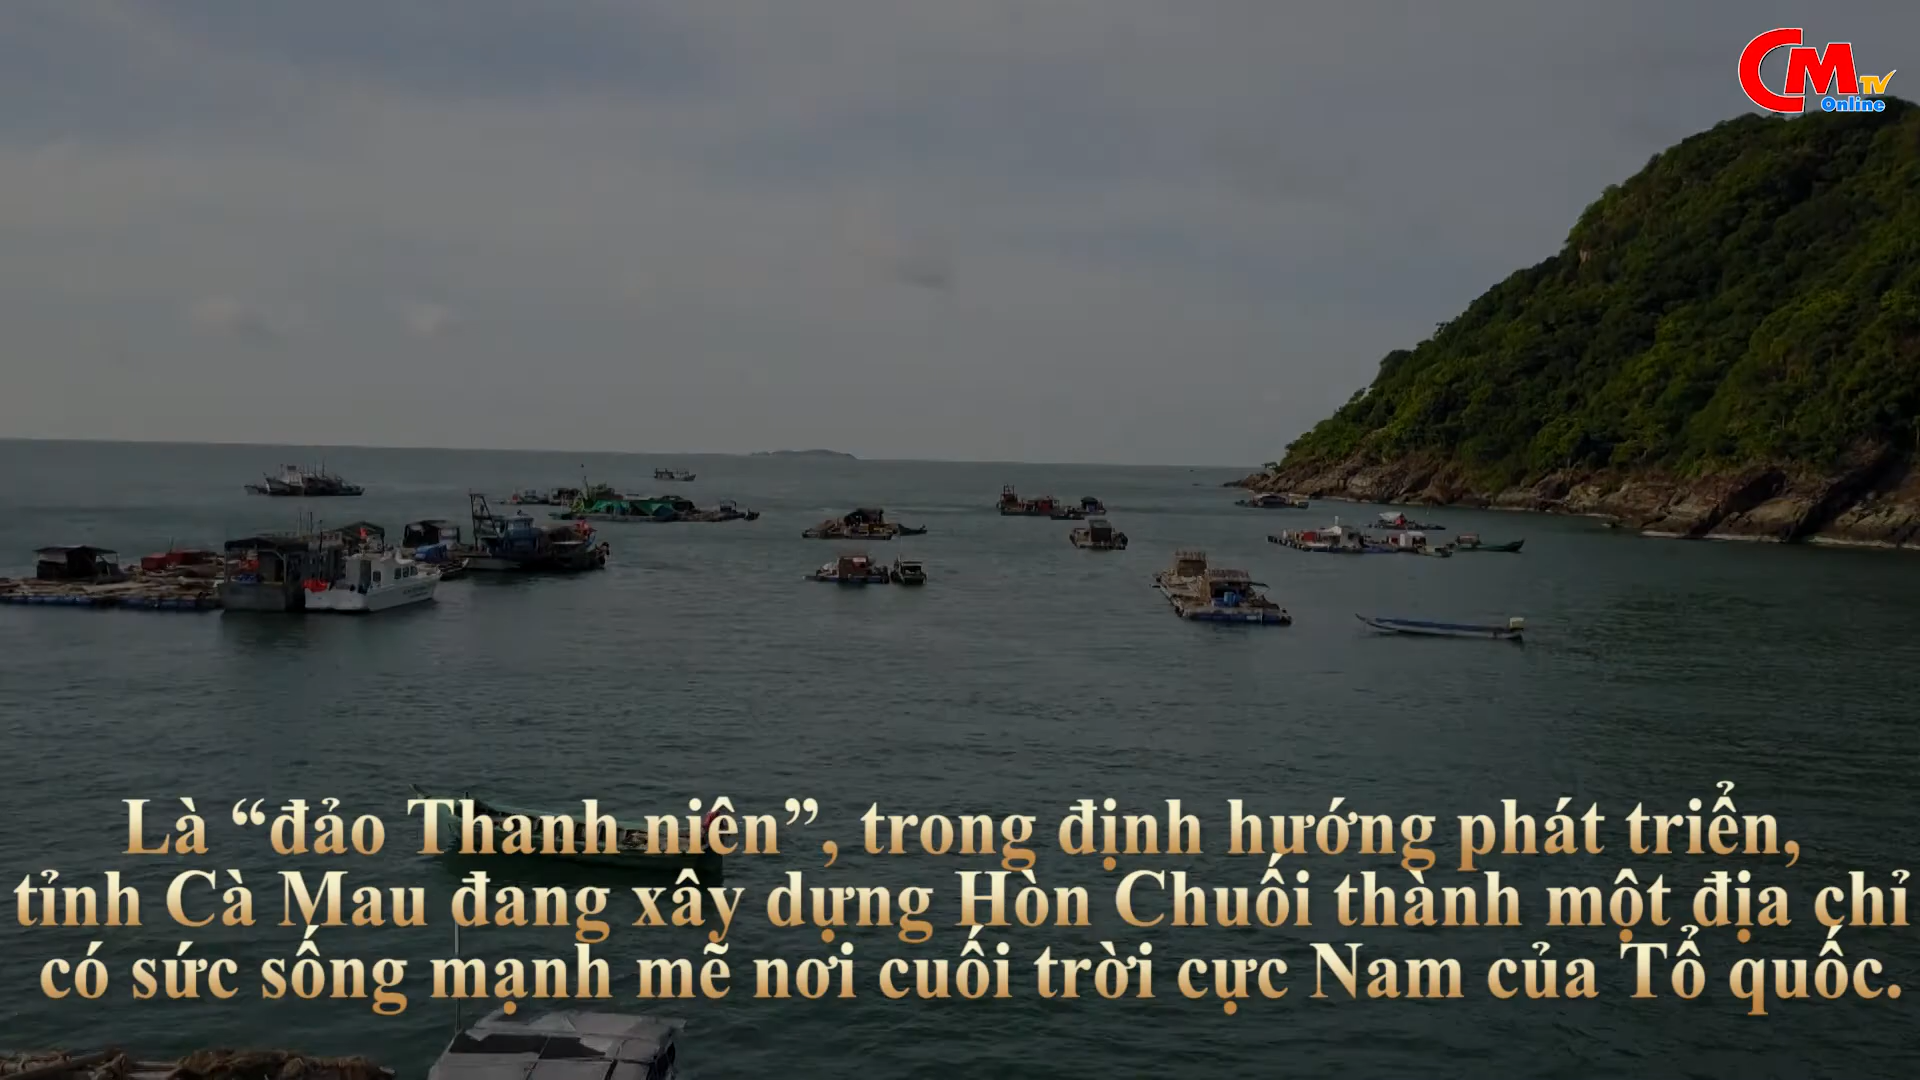 CM TV
Online
Là “đảo Thanh niên”, trong định hướng phát triển,
tỉnh Cà Mau đang xây dựng Hòn Chuối thành một địa chỉ
có sức sống mạnh mẽ nơi cuối trời cực Nam của Tổ quốc.